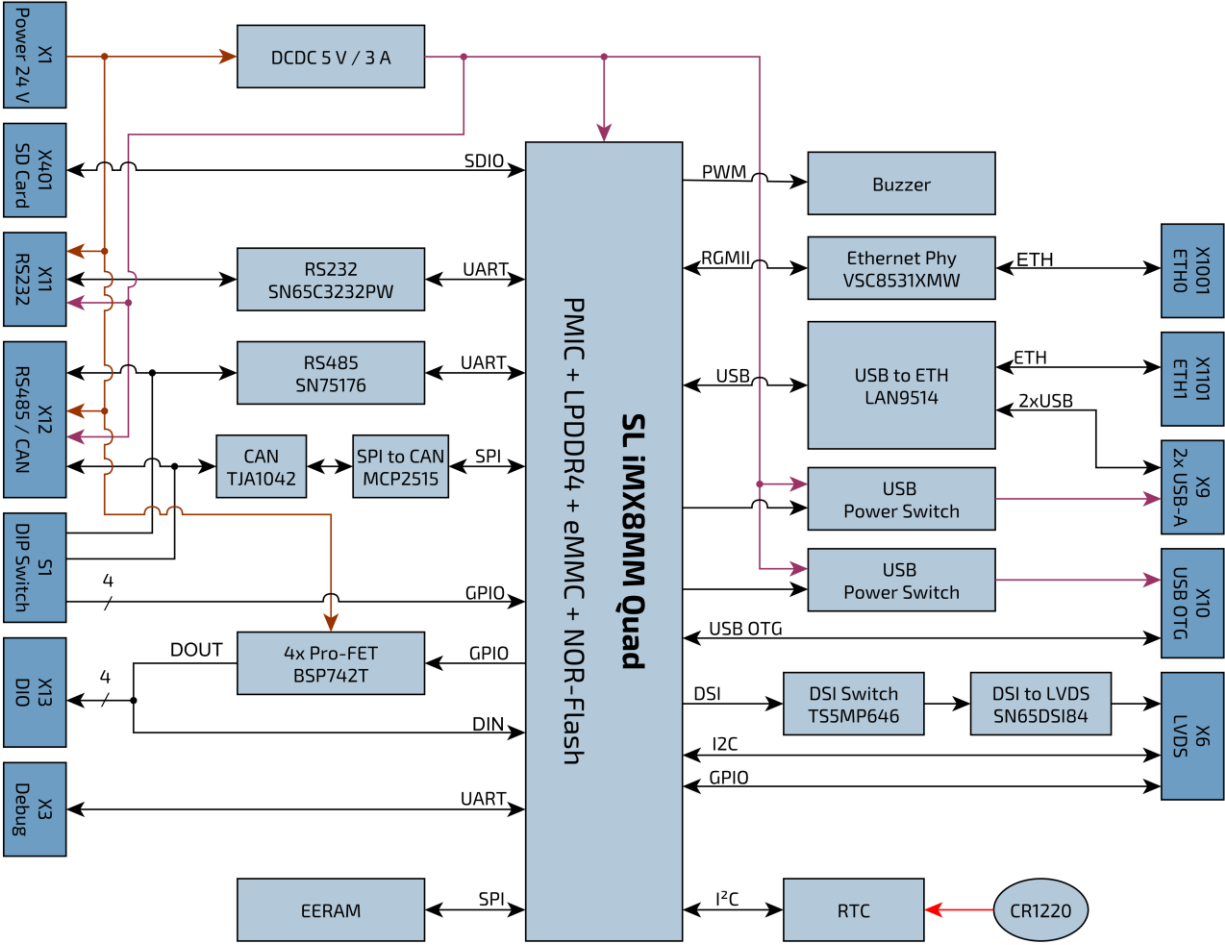 X1
Power 24 V
DCDC 5 V / 3 A
X401
SD Card
SDIO
PWM
Buzzer
X11
RS232
RS232
SN65C3232PW
UART
RGMII
Ethernet Phy
VSC8531XMW
ETH
X1001
ETH0
X12
RS485 / CAN
RS485
SN75176
UART
USB
USB to ETH
LAN9514
ETH
2xUSB
X1101
ETH1
CAN
TJA1042
SPI to CAN
MCP2515
SPI
X9
2x USB-A
USB
Power Switch
S1
DIP Switch
4
GPIO
USB
Power Switch
X10
USB OTG
USB OTG
SL iMX8MM Quad
PMIC + LPDDR4 + eMMC + NOR-Flash
X13
DIO
4
DOUT
4x Pro-FET
BSP742T
GPIO
DIN
DSI
DSI Switch
TS5MP646
DSI to LVDS
SN65DSI84
X6
LVDS
I2C
GPIO
X3
Debug
UART
EERAM
SPI
I²C
RTC
CR1220